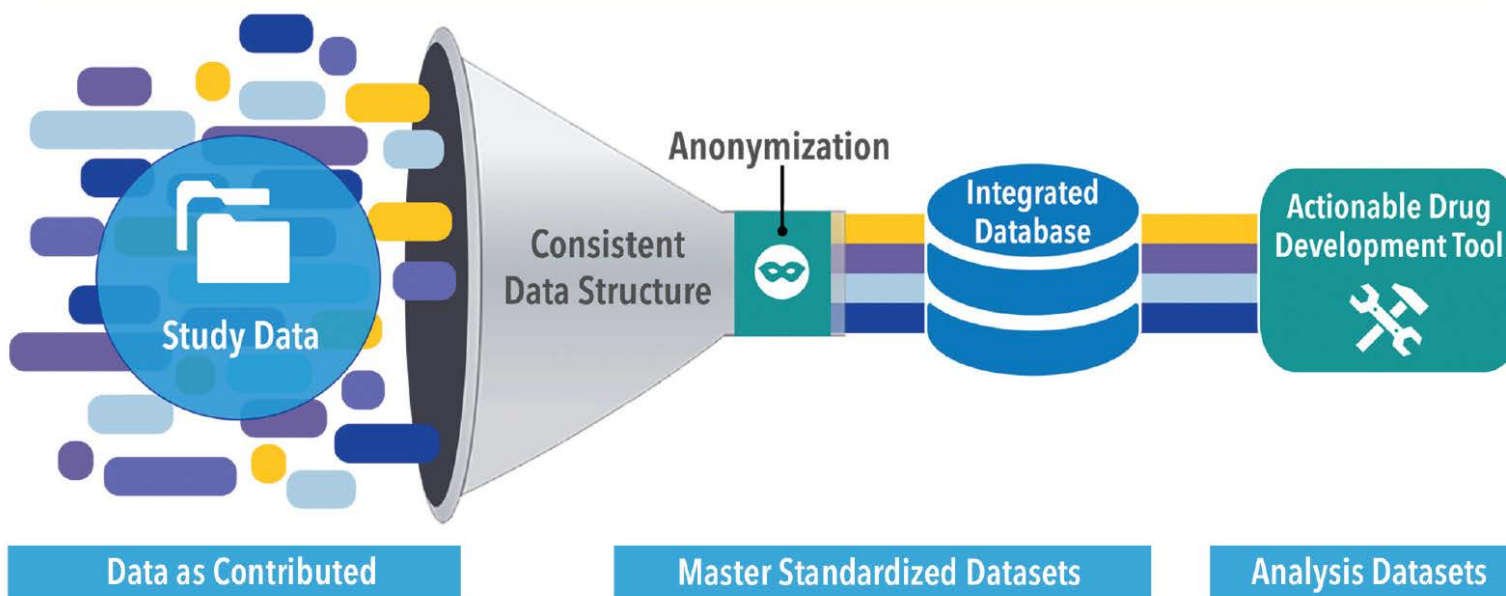 Anonymization
Integrated
Database
Actionable Drug
Development Tool
Consistent
Data Structure
Study Data
Data as Contributed
Master Standardized Datasets
Analysis Datasets